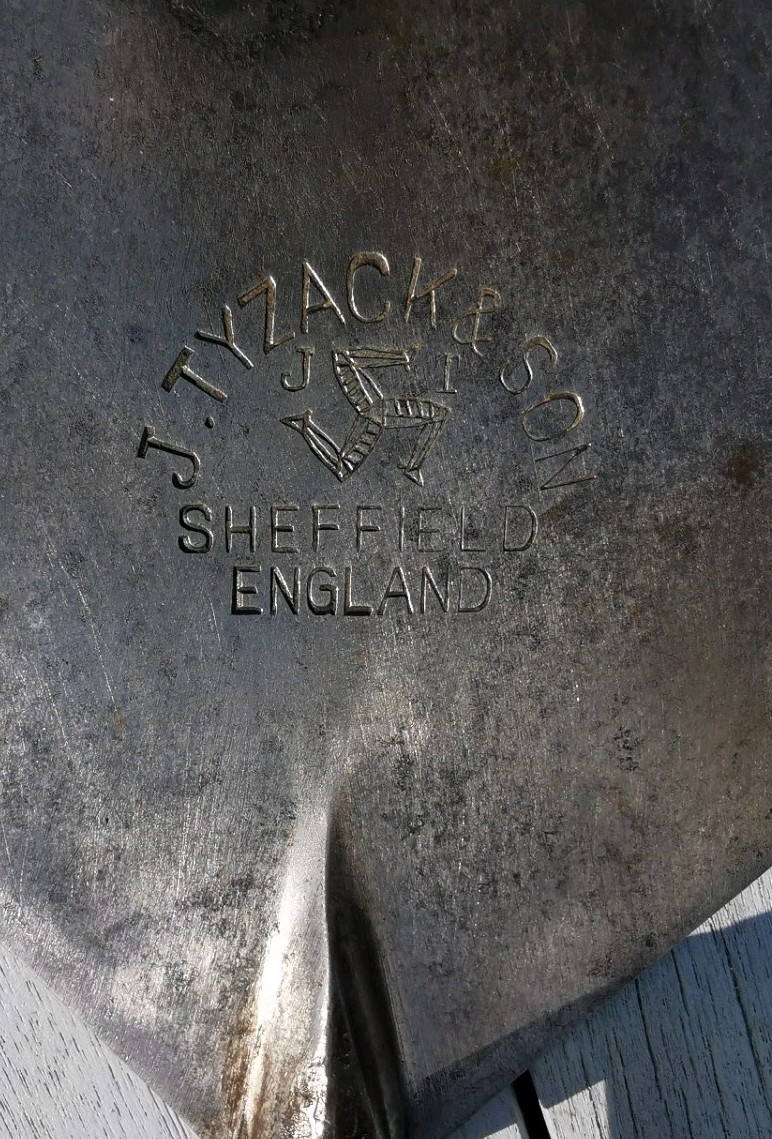 J. TYZACK & SON
J I
SHEFFIELD
ENGLAND